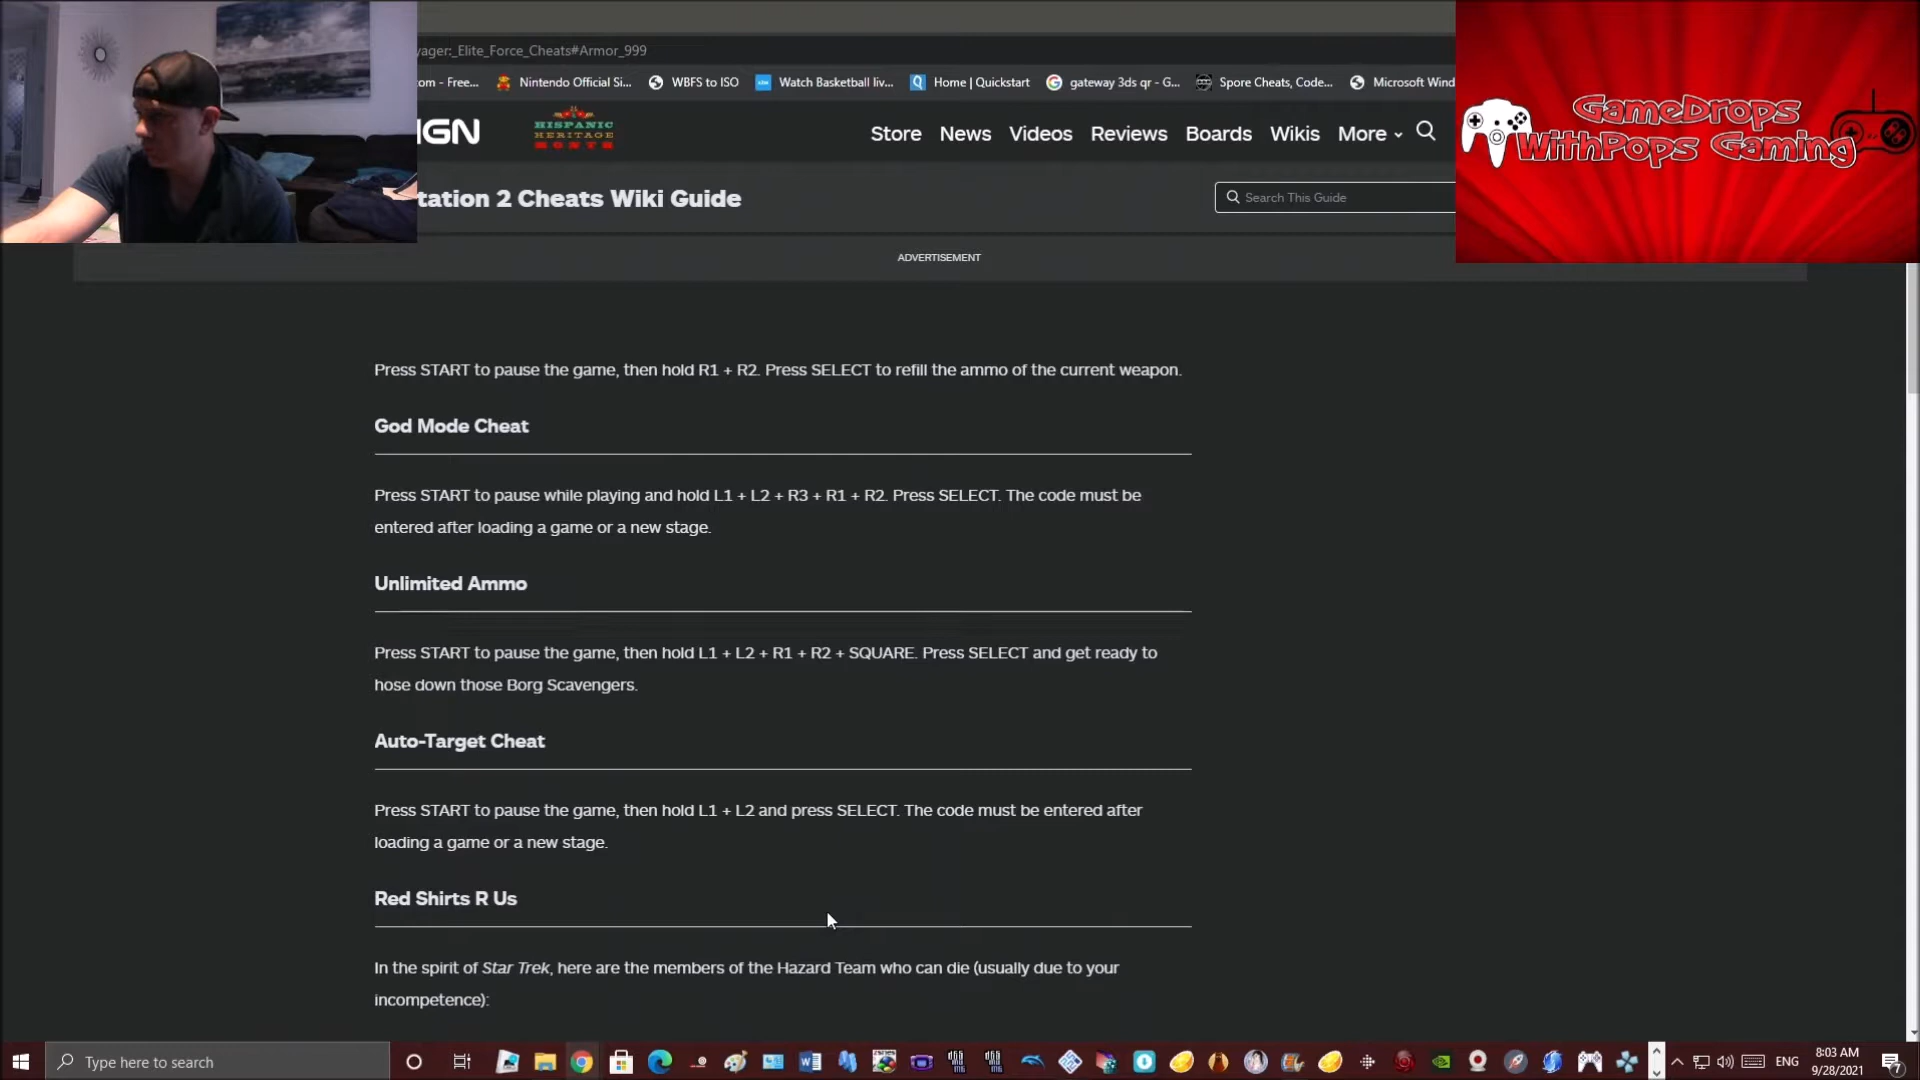 yager:_Elite_Force_Cheats#Armor_999
om - Free...
Nintendo Official Si...
WBFS to ISO
Watch Basketball liv...
Home | Quickstart
gateway 3ds qr - G...
Spore Cheats, Code...
Microsoft Wind
IGN
HISPANIC
HERITAGE
MONTH
Store
News
Videos
Reviews
Boards
Wikis
More
GameDrops
WithPops Gaming
tation 2 Cheats Wiki Guide
Search This Guide
ADVERTISEMENT
Press START to pause the game, then hold R1 + R2. Press SELECT to refill the ammo of the current weapon.
God Mode Cheat
Press START to pause while playing and hold L1 + L2 + R3 + R1 + R2. Press SELECT. The code must be
entered after loading a game or a new stage.
Unlimited Ammo
Press START to pause the game, then hold L1 + L2 + R1 + R2 + SQUARE. Press SELECT and get ready to
hose down those Borg Scavengers.
Auto-Target Cheat
Press START to pause the game, then hold L1 + L2 and press SELECT. The code must be entered after
loading a game or a new stage.
Red Shirts R Us
In the spirit of Star Trek, here are the members of the Hazard Team who can die (usually due to your
incompetence):
Type here to search
ENG
8:03 AM
9/28/2021
7